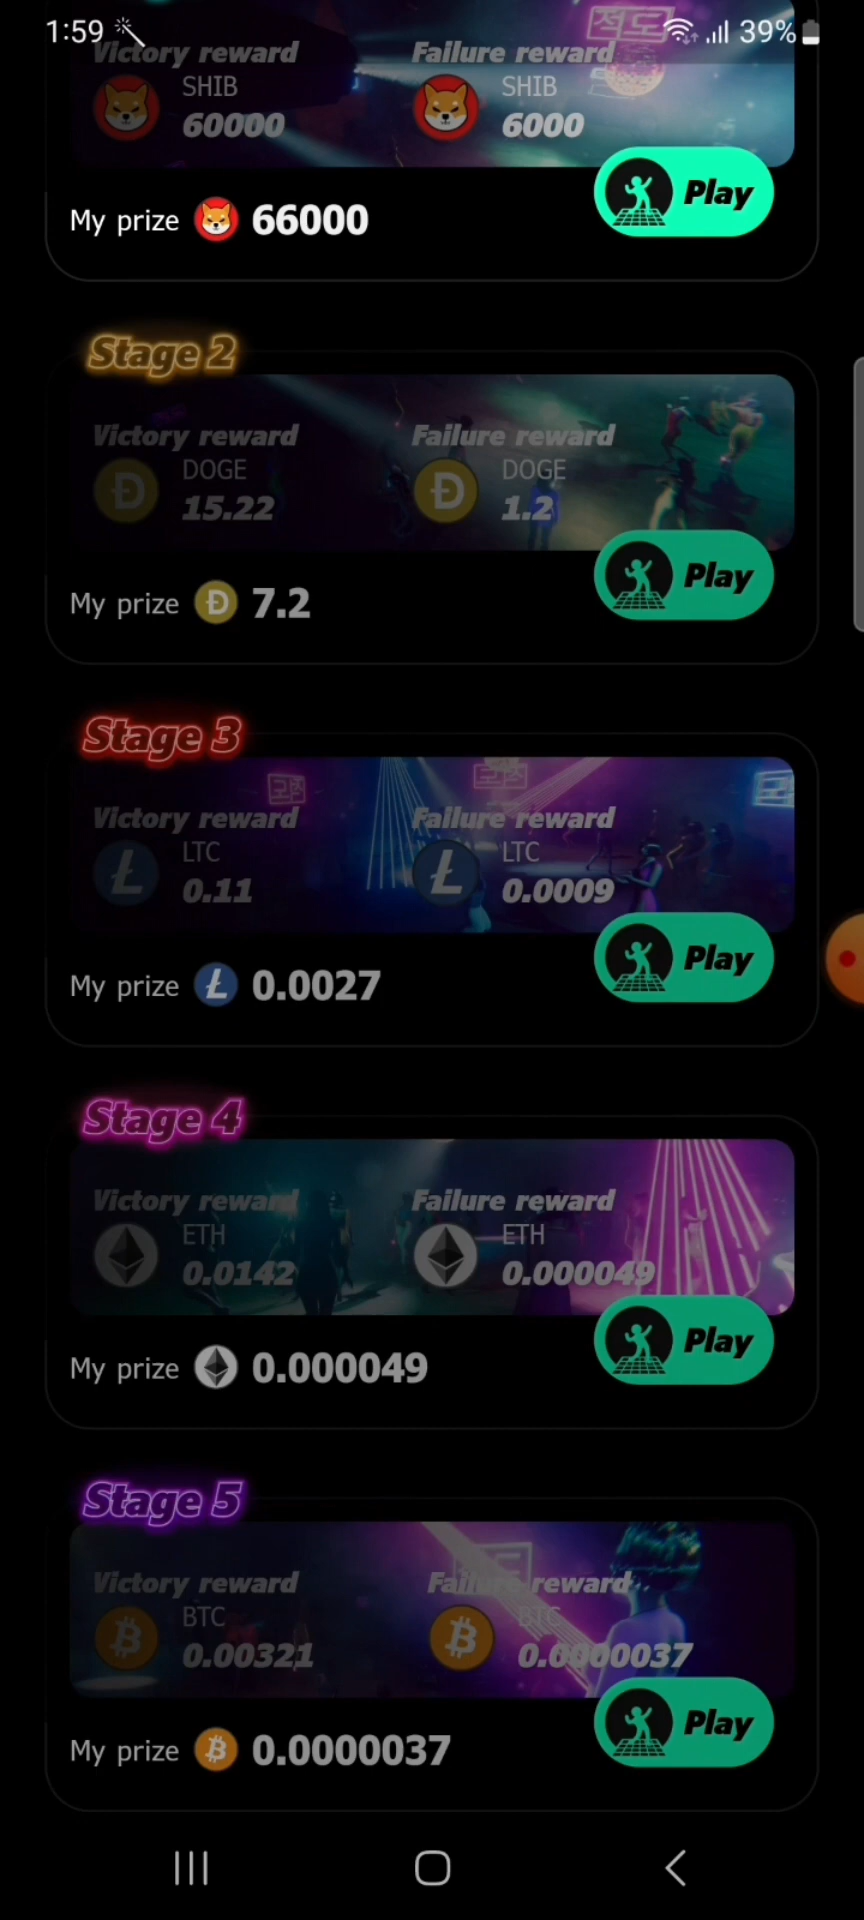 1:59
39%
적도
Victory reward
Failure reward
SHIB
SHIB
60000
6000
Play
My prize 66000
Stage 2
Victory reward
Failure reward
DOGE
DOGE
15.22
1.2
Play
My prize 7.2
Stage 3
Victory reward
Failure reward
LTC
LTC
0.11
0.0009
Play
My prize 0.0027
Stage 4
Victory reward
Failure reward
ETH
ETH
0.0142
0.000049
Play
My prize 0.000049
Stage 5
Victory reward
Failure reward
BTC
BTC
0.00321
0.0000037
Play
My prize 0.0000037